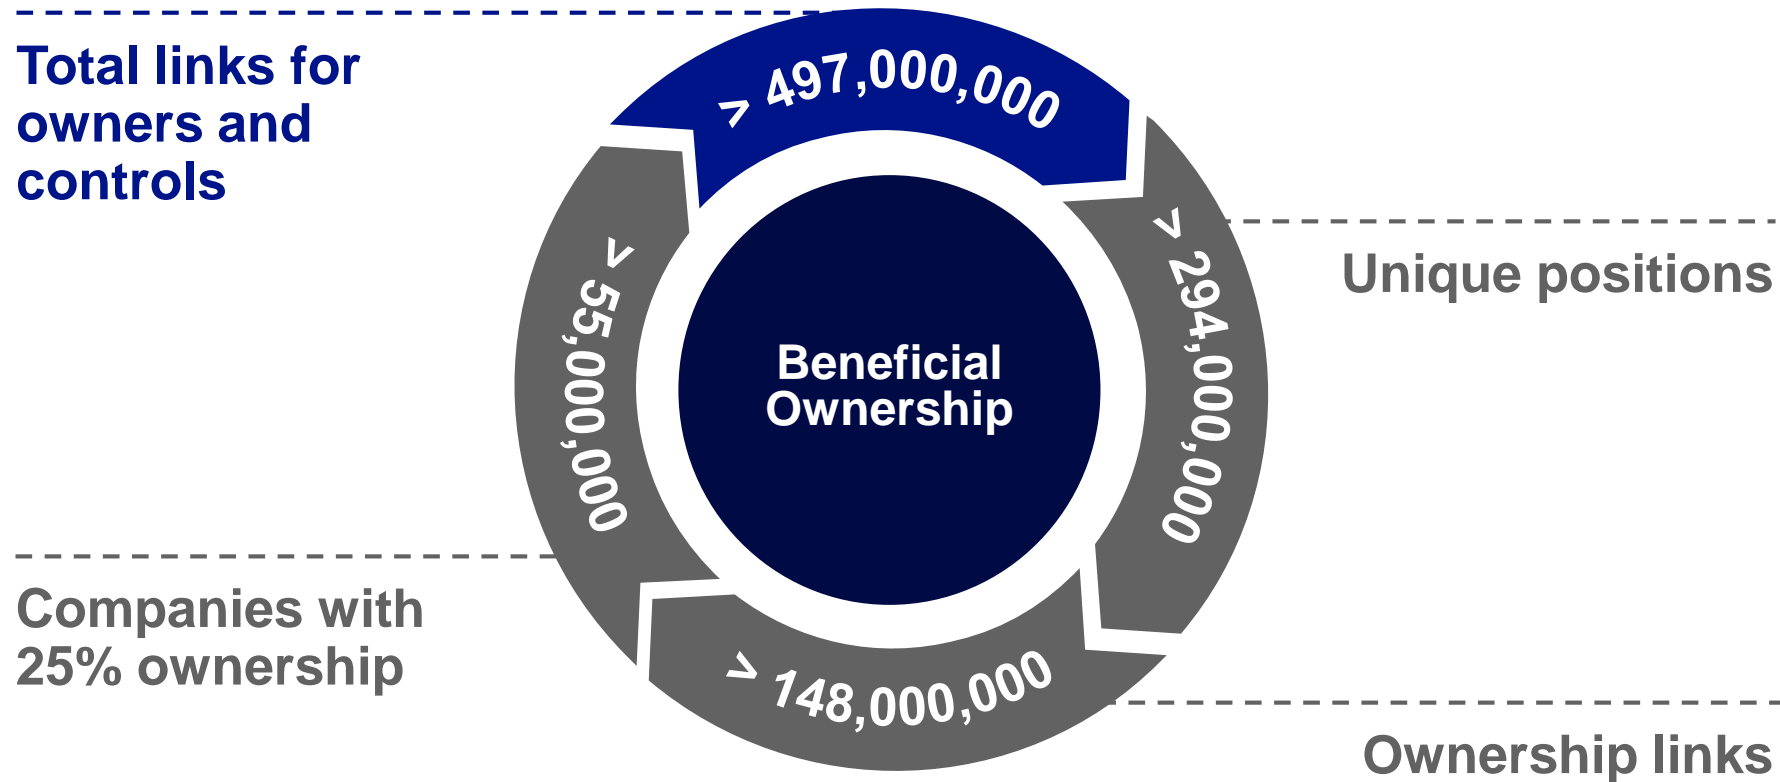 Total links for
owners and
controls
> 497,000,000
> 294,000,000
Unique positions
> 55,000,000
Beneficial
Ownership
Companies with
25% ownership
> 148,000,000
Ownership links